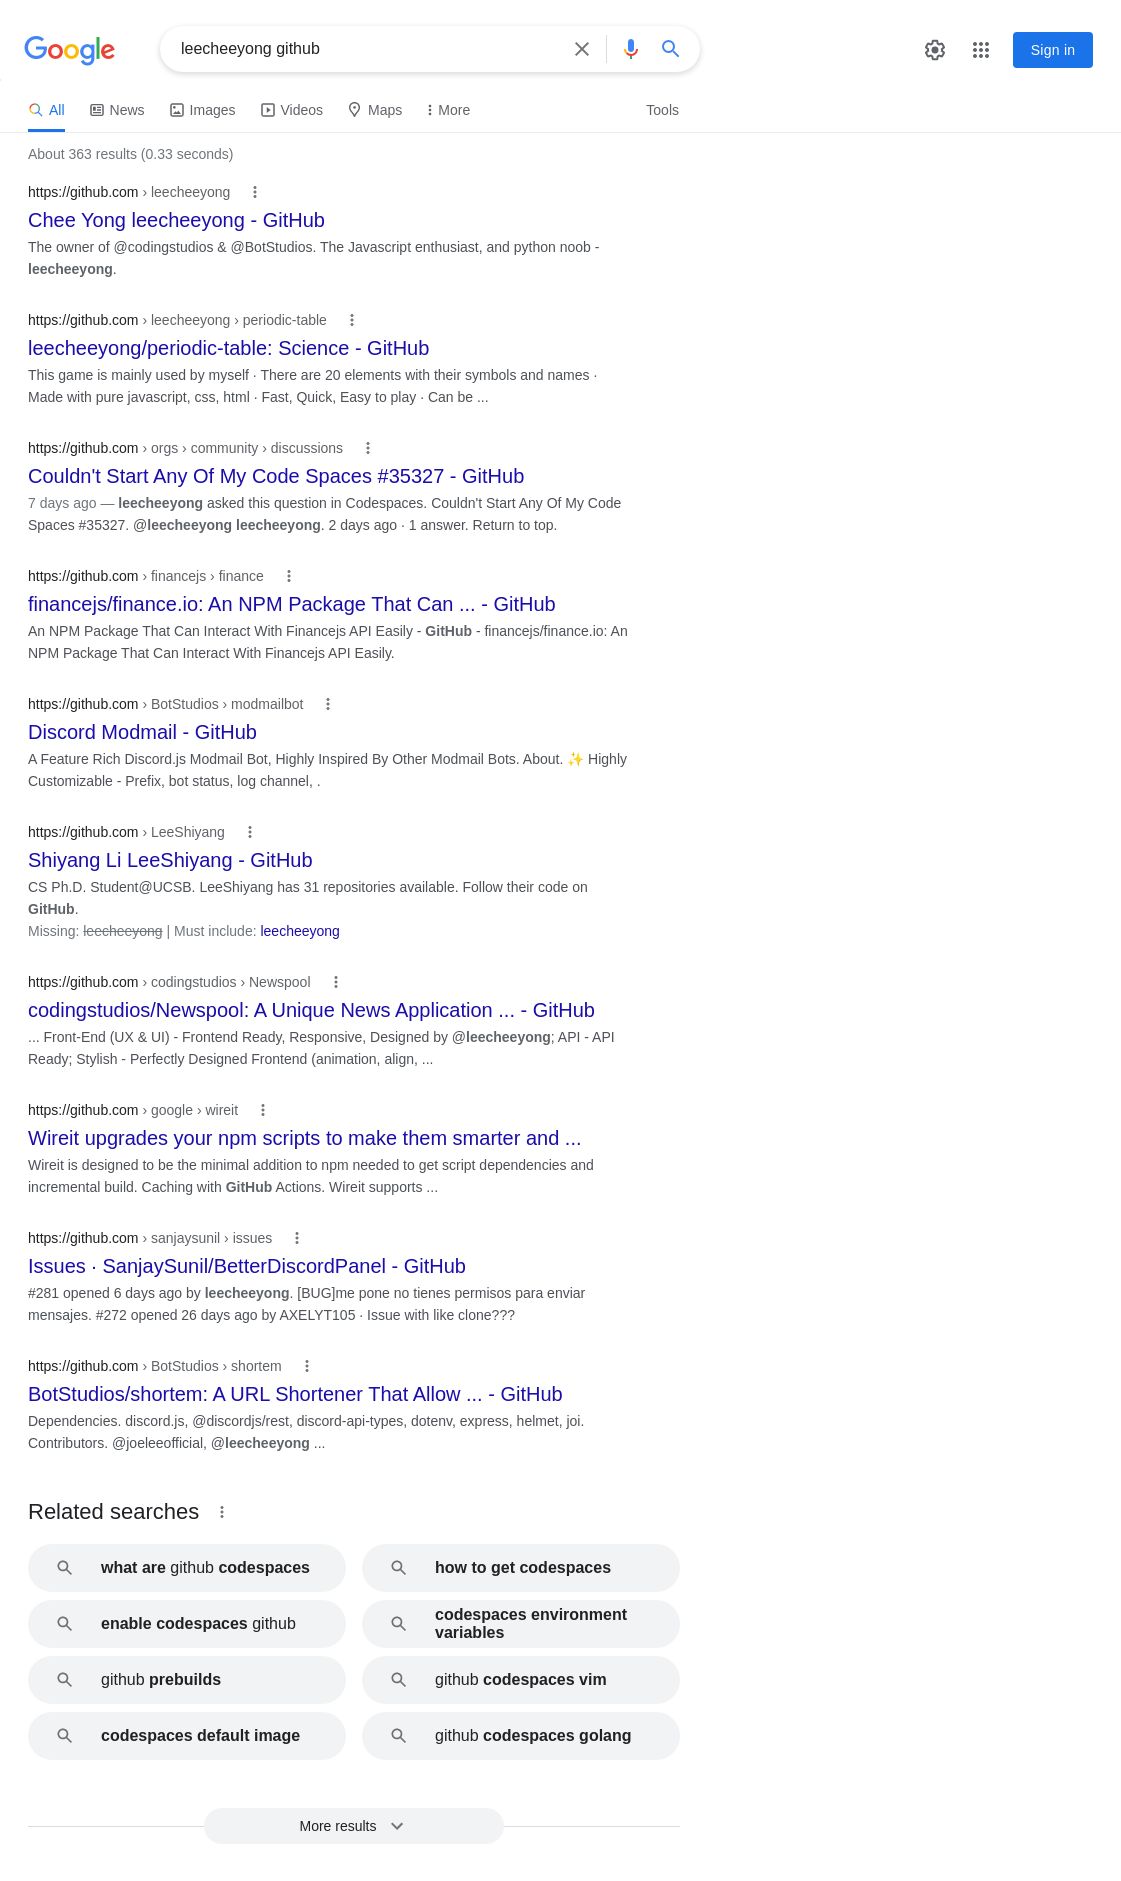 Google
leecheeyong github
Sign in
All News Images Videos Maps More Tools
About 363 results (0.33 seconds)
https://github.com › leecheeyong
Chee Yong leecheeyong - GitHub
The owner of @codingstudios & @BotStudios. The Javascript enthusiast, and python noob -
leecheeyong.
https://github.com › leecheeyong › periodic-table
leecheeyong/periodic-table: Science - GitHub
This game is mainly used by myself · There are 20 elements with their symbols and names ·
Made with pure javascript, css, html · Fast, Quick, Easy to play · Can be ...
https://github.com › orgs › community › discussions
Couldn't Start Any Of My Code Spaces #35327 - GitHub
7 days ago — leecheeyong asked this question in Codespaces. Couldn't Start Any Of My Code
Spaces #35327. @leecheeyong leecheeyong. 2 days ago · 1 answer. Return to top.
https://github.com › financejs › finance
financejs/finance.io: An NPM Package That Can ... - GitHub
An NPM Package That Can Interact With Financejs API Easily - GitHub - financejs/finance.io: An
NPM Package That Can Interact With Financejs API Easily.
https://github.com › BotStudios › modmailbot
Discord Modmail - GitHub
A Feature Rich Discord.js Modmail Bot, Highly Inspired By Other Modmail Bots. About. ✨ Highly
Customizable - Prefix, bot status, log channel, .
https://github.com › LeeShiyang
Shiyang Li LeeShiyang - GitHub
CS Ph.D. Student@UCSB. LeeShiyang has 31 repositories available. Follow their code on
GitHub.
Missing: leecheeyong | Must include: leecheeyong
https://github.com › codingstudios › Newspool
codingstudios/Newspool: A Unique News Application ... - GitHub
... Front-End (UX & UI) - Frontend Ready, Responsive, Designed by @leecheeyong; API - API
Ready; Stylish - Perfectly Designed Frontend (animation, align, ...
https://github.com › google › wireit
Wireit upgrades your npm scripts to make them smarter and ...
Wireit is designed to be the minimal addition to npm needed to get script dependencies and
incremental build. Caching with GitHub Actions. Wireit supports ...
https://github.com › sanjaysunil › issues
Issues · SanjaySunil/BetterDiscordPanel - GitHub
#281 opened 6 days ago by leecheeyong. [BUG]me pone no tienes permisos para enviar
mensajes. #272 opened 26 days ago by AXELYT105 · Issue with like clone???
https://github.com › BotStudios › shortem
BotStudios/shortem: A URL Shortener That Allow ... - GitHub
Dependencies. discord.js, @discordjs/rest, discord-api-types, dotenv, express, helmet, joi.
Contributors. @joeleeofficial, @leecheeyong ...
Related searches
what are github codespaces
how to get codespaces
enable codespaces github
codespaces environment
variables
github prebuilds
github codespaces vim
codespaces default image
github codespaces golang
More results